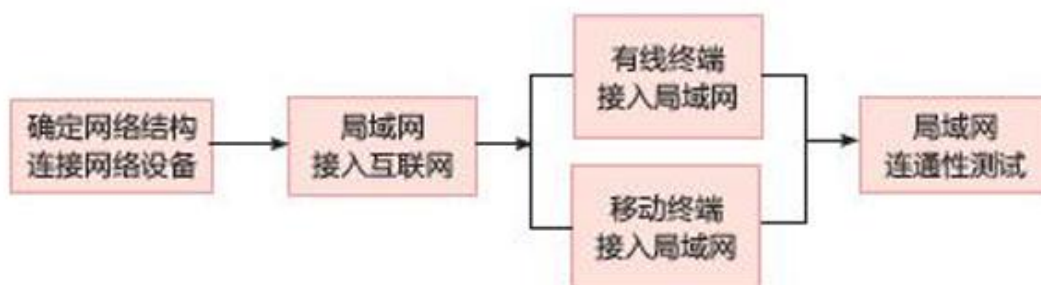 确定网络结构
连接网络设备
局域网
接入互联网
有线终端
接入局域网
移动终端
接入局域网
局域网
连通性测试